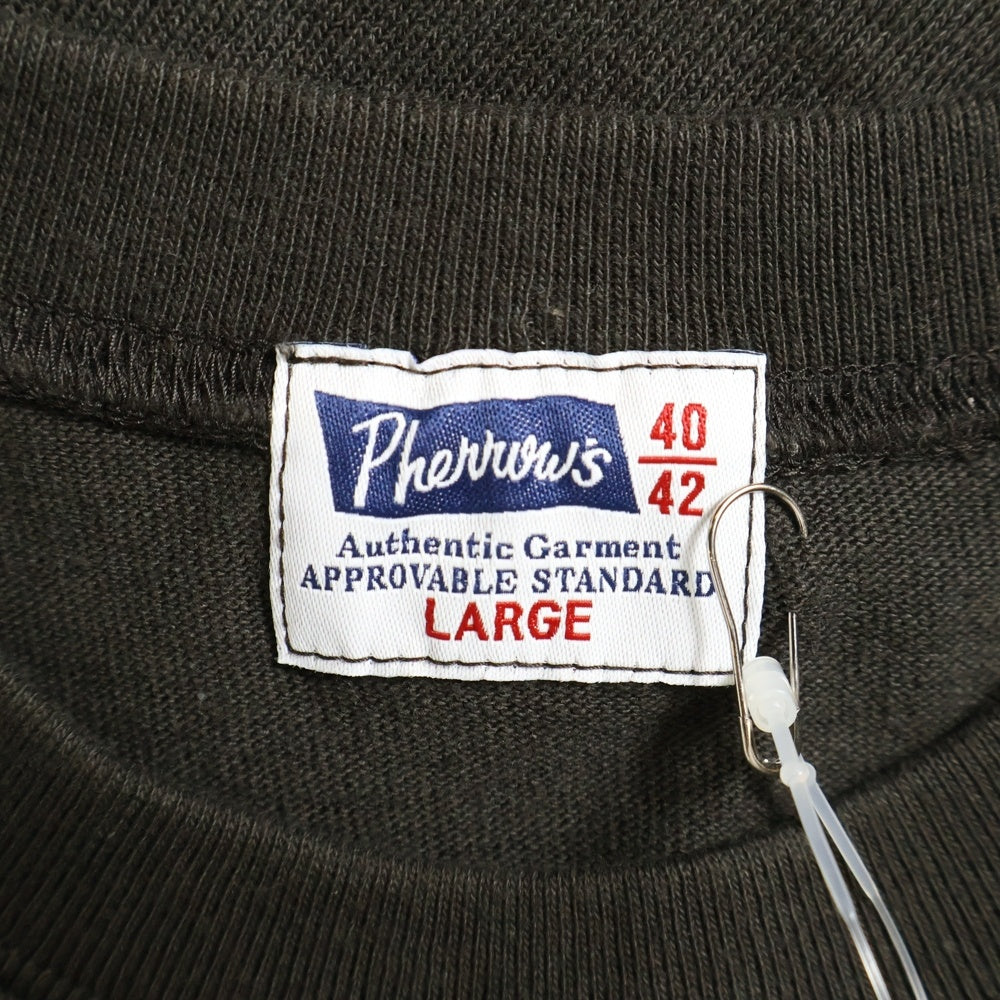 Pherrow's
40
42
Authentic Garment
APPROVABLE STANDARD
LARGE